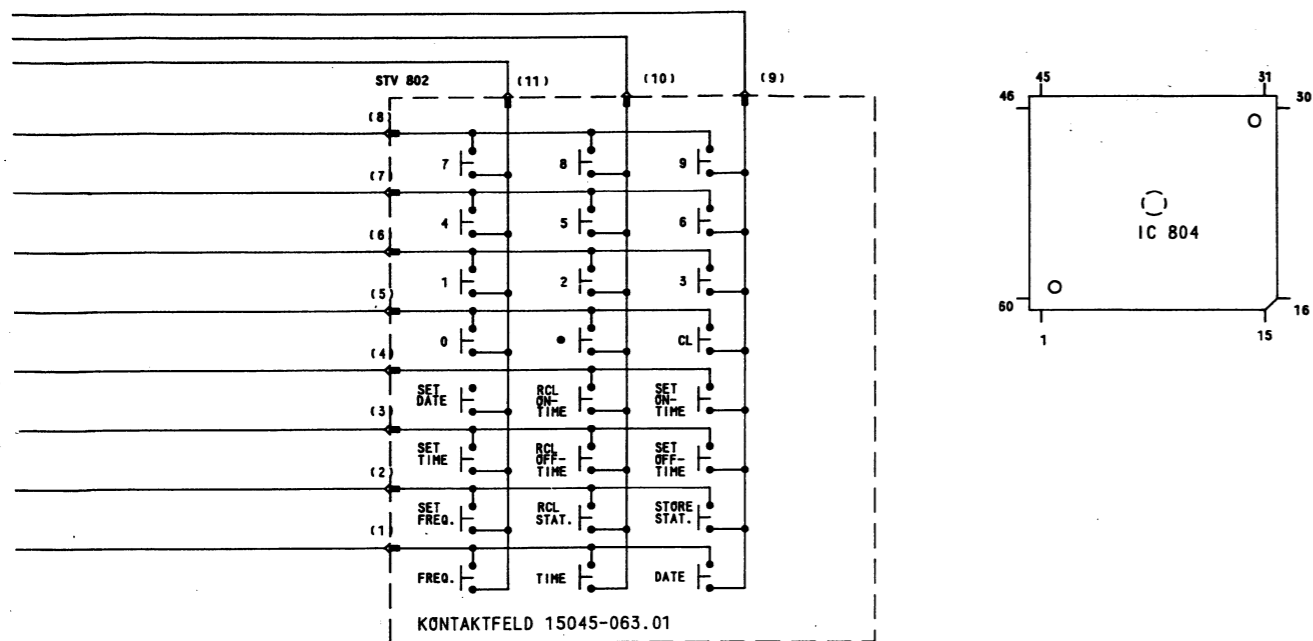 STV 802
(11)
(10)
(9)
(8)
7
8
9
(7)
4
5
6
(6)
1
2
3
(5)
0
●
CL
(4)
SET
DATE
RCL
ON-
TIME
SET
ON-
TIME
(3)
SET
TIME
RCL
OFF-
TIME
SET
OFF-
TIME
(2)
SET
FREQ.
RCL
STAT.
STORE
STAT.
(1)
FREQ.
TIME
DATE
KONTAKTFELD 15045-063.01
45
31
46
30
IC 804
60
16
1
15